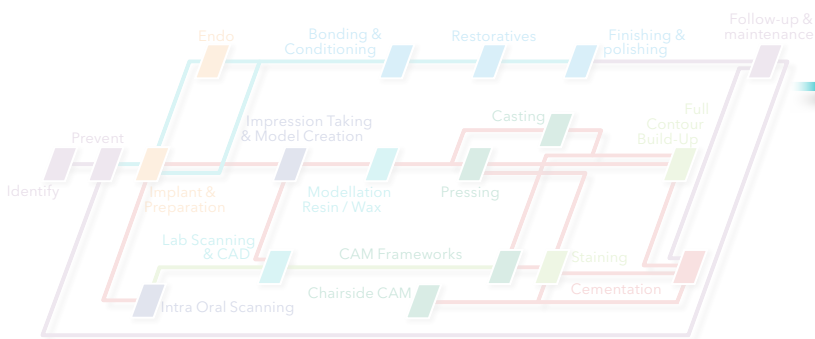 Follow-up &
maintenance
Endo
Bonding &
Conditioning
Restoratives
Finishing &
polishing
Impression Taking
& Model Creation
Casting
Full
Contour
Build-Up
Prevent
Identify
Implant &
Preparation
Modellation
Resin / Wax
Pressing
Lab Scanning
& CAD
CAM Frameworks
Staining
Chairside CAM
Cementation
Intra Oral Scanning